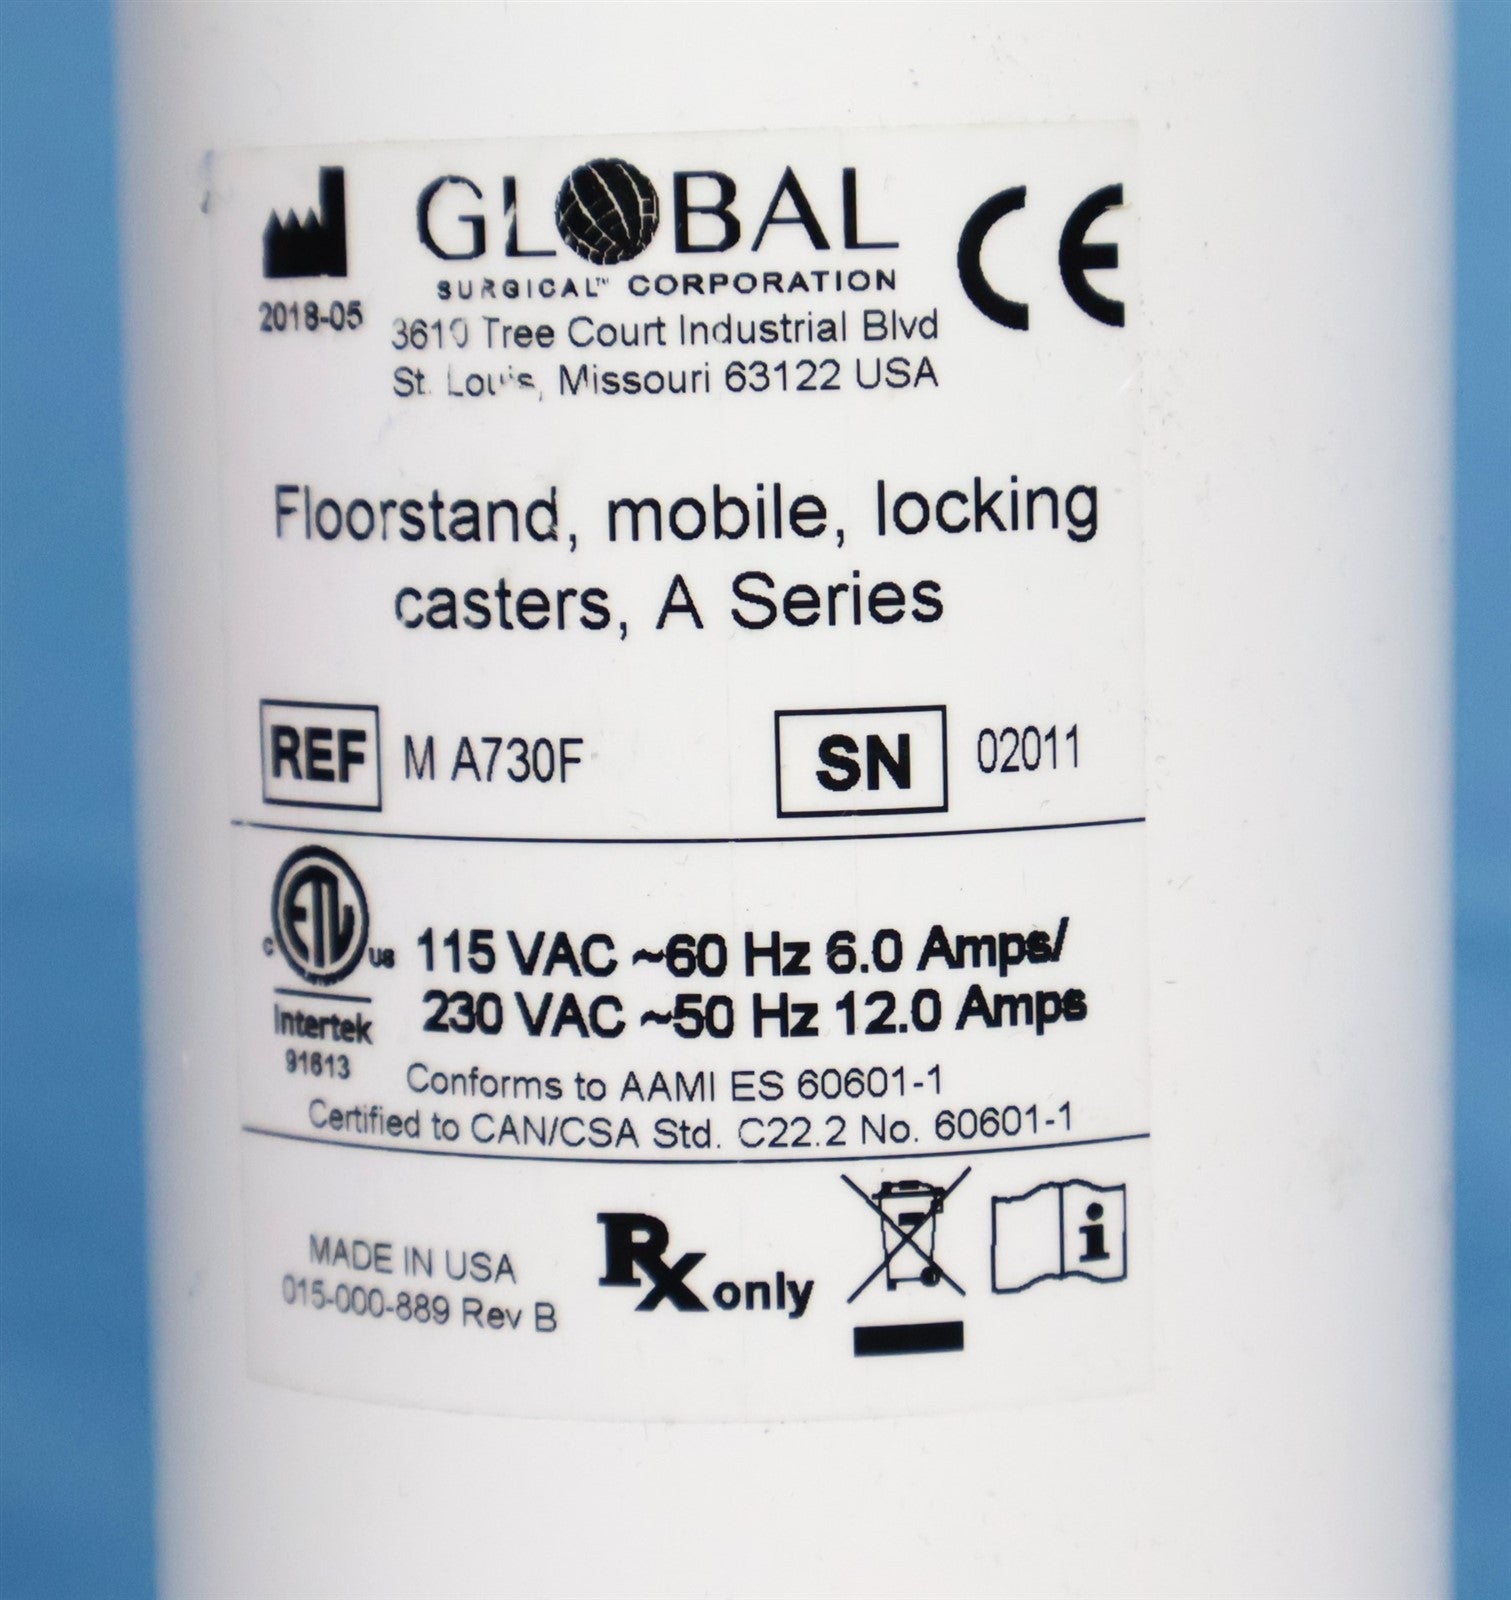 GLOBAL
SURGICAL™ CORPORATION
CE
2018-05
3610 Tree Court Industrial Blvd
St. Louis, Missouri 63122 USA
Floorstand, mobile, locking
casters, A Series
REF M A730F SN 02011
c ETL us
Intertek
91613
115 VAC ~60 Hz 6.0 Amps/
230 VAC ~50 Hz 12.0 Amps
Conforms to AAMI ES 60601-1
Certified to CAN/CSA Std. C22.2 No. 60601-1
MADE IN USA
015-000-889 Rev B
Rx only
i